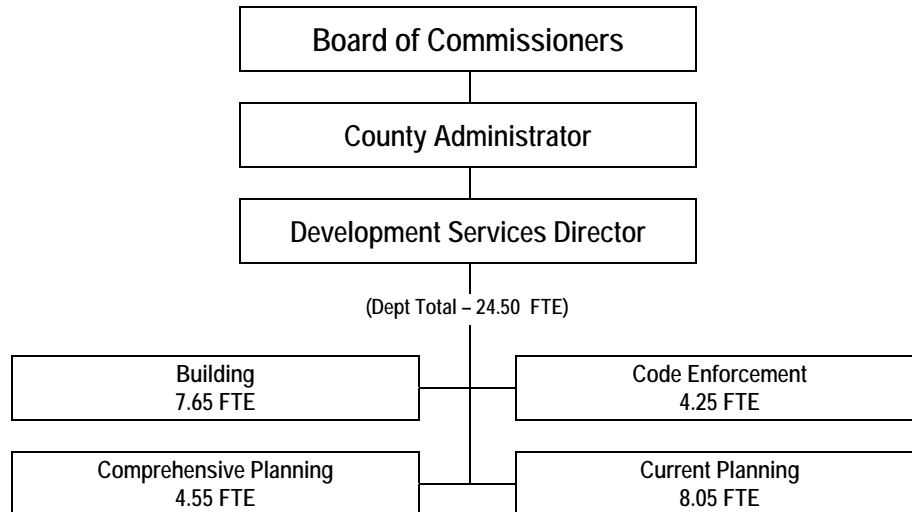 Board of Commissioners
County Administrator
Development Services Director
(Dept Total – 24.50 FTE)
Building
7.65 FTE
Code Enforcement
4.25 FTE
Comprehensive Planning
4.55 FTE
Current Planning
8.05 FTE